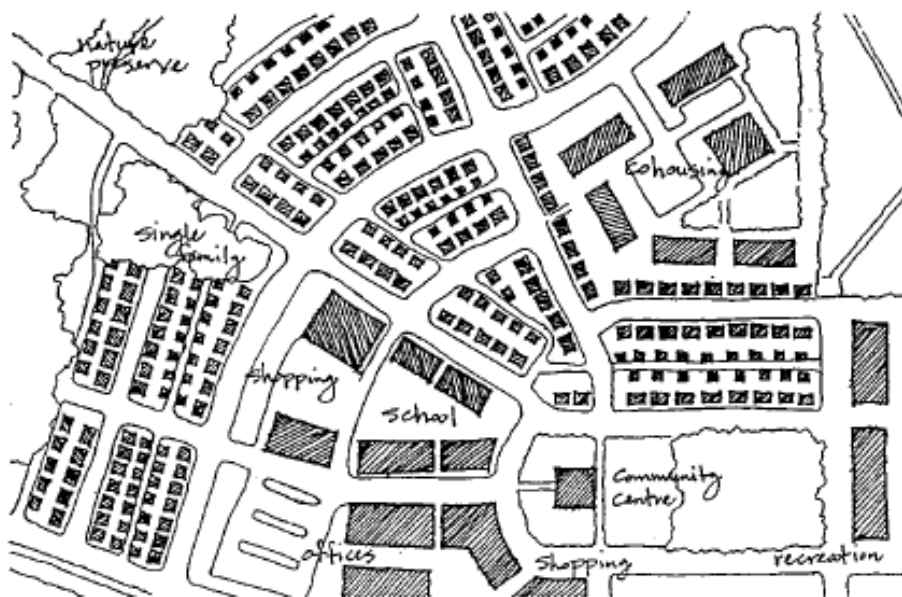 nature
preserve
cohousing
single
family
shopping
school
community
centre
offices
shopping
recreation